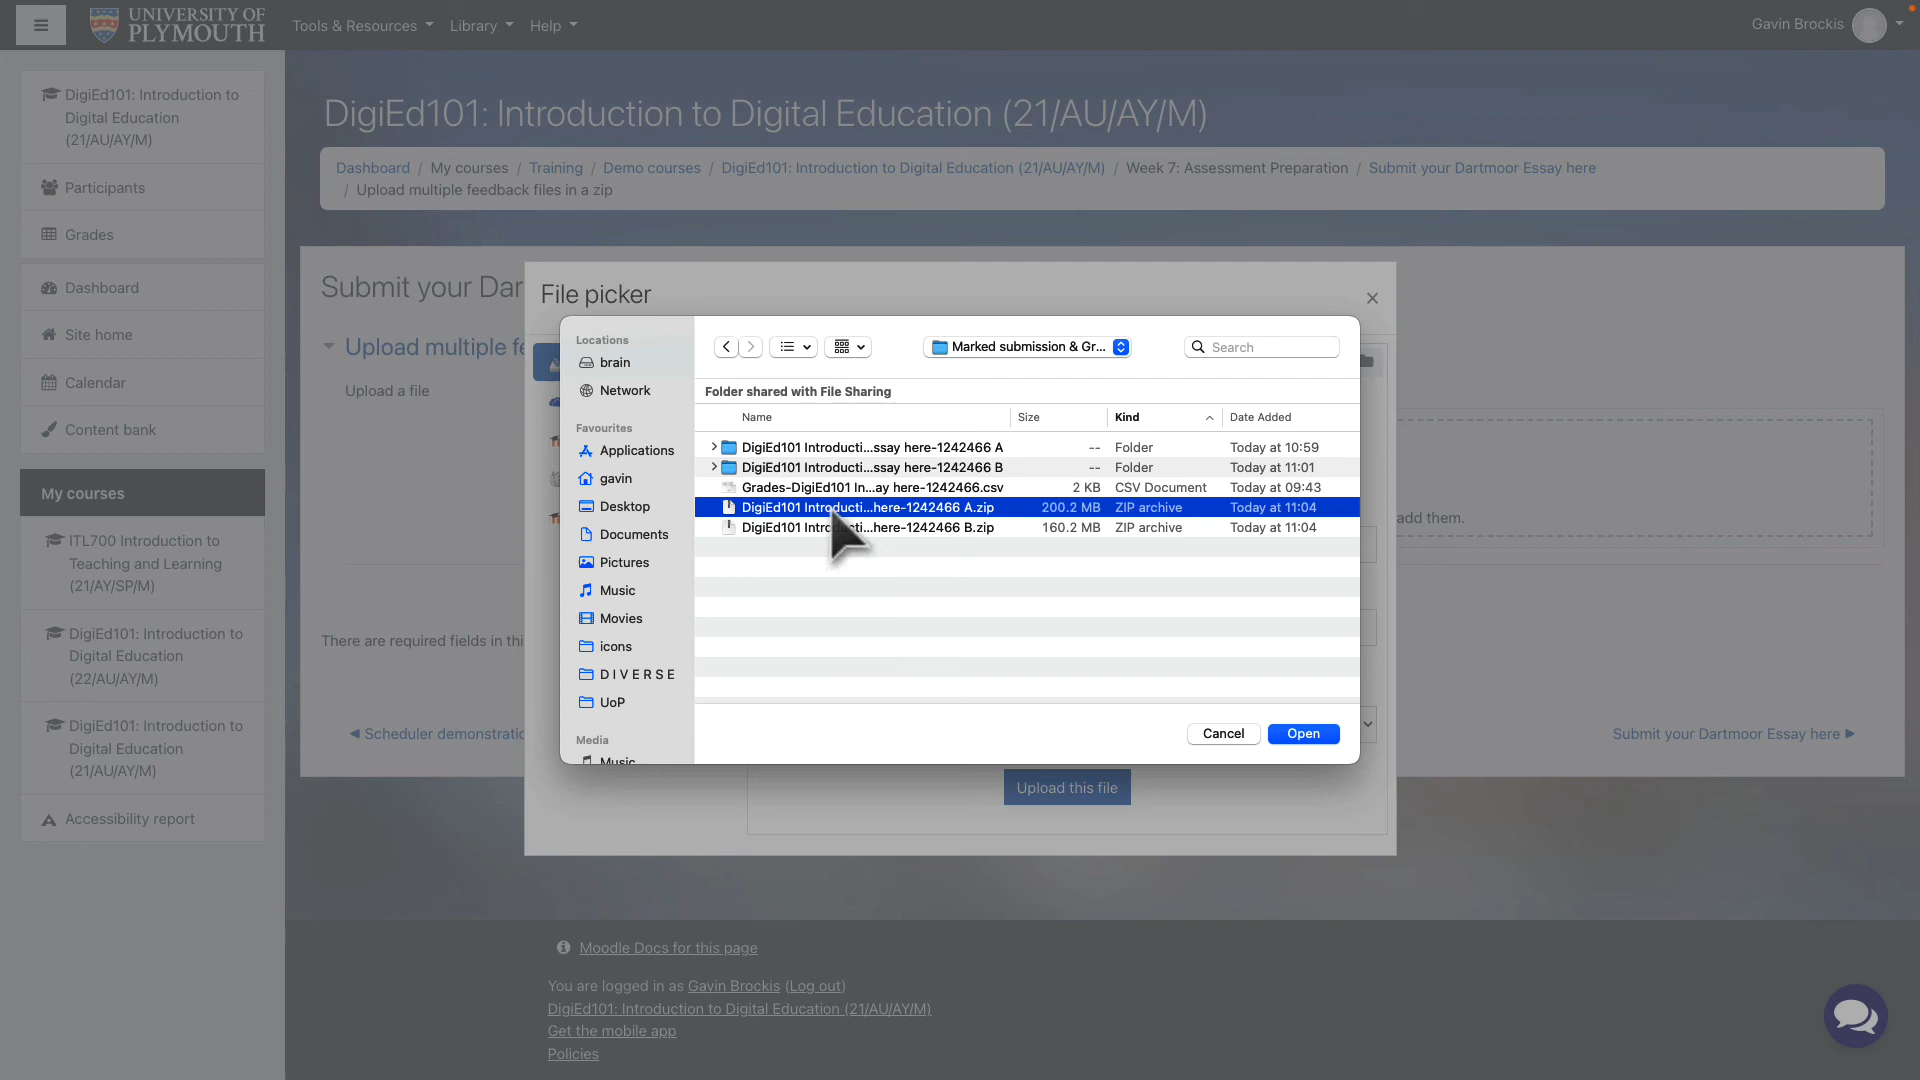 UNIVERSITY OF
PLYMOUTH
Tools & Resources
Library
Help
Gavin Brockis
DigiEd101: Introduction to
Digital Education
(21/AU/AY/M)
Participants
Grades
Dashboard
Site home
Calendar
Content bank
My courses
ITL700 Introduction to
Teaching and Learning
(21/AY/SP/M)
DigiEd101: Introduction to
Digital Education
(22/AU/AY/M)
DigiEd101: Introduction to
Digital Education
(21/AU/AY/M)
Accessibility report
DigiEd101: Introduction to Digital Education (21/AU/AY/M)
Dashboard / My courses / Training / Demo courses / DigiEd101: Introduction to Digital Education (21/AU/AY/M) / Week 7: Assessment Preparation / Submit your Dartmoor Essay here
/ Upload multiple feedback files in a zip
Submit your Dar
Upload multiple fe
Upload a file
add them.
There are required fields in thi
Scheduler demonstratic
Submit your Dartmoor Essay here
File picker
Locations
brain
Network
Favourites
Applications
gavin
Desktop
Documents
Pictures
Music
Movies
icons
D I V E R S E
UoP
Media
Music
Marked submission & Gr...
Search
Folder shared with File Sharing
Name Size Kind Date Added
DigiEd101 Introducti...ssay here-1242466 A -- Folder Today at 10:59
DigiEd101 Introducti...ssay here-1242466 B -- Folder Today at 11:01
Grades-DigiEd101 In...ay here-1242466.csv 2 KB CSV Document Today at 09:43
DigiEd101 Introducti...here-1242466 A.zip 200.2 MB ZIP archive Today at 11:04
DigiEd101 Introducti...here-1242466 B.zip 160.2 MB ZIP archive Today at 11:04
Cancel
Open
Upload this file
Moodle Docs for this page
You are logged in as Gavin Brockis (Log out)
DigiEd101: Introduction to Digital Education (21/AU/AY/M)
Get the mobile app
Policies